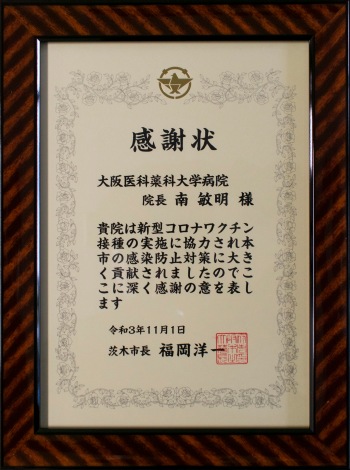 感謝状
大阪医科薬科大学病院
院長 南 敏明 様
貴院は新型コロナワクチン
接種の実施に協力され本
市の感染防止対策に大き
く貢献されましたのでこ
こに深く感謝の意を表し
ます
令和3年11月1日
茨木市長 福岡洋一